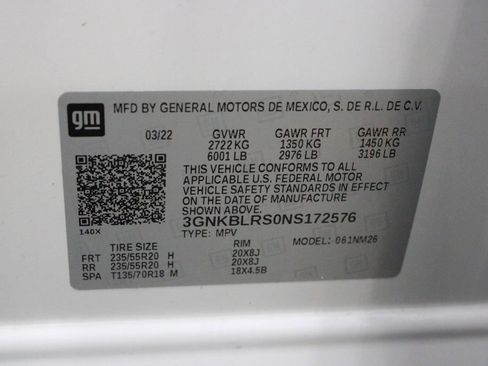 gm MFD BY GENERAL MOTORS DE MEXICO, S. DE R.L. DE C.V.
03/22 GVWR GAWR FRT GAWR RR
2722 KG 1350 KG 1450 KG
6001 LB 2976 LB 3196 LB
THIS VEHICLE CONFORMS TO ALL
APPLICABLE U.S. FEDERAL MOTOR
VEHICLE SAFETY STANDARDS IN EFFECT
ON THE DATE OF MANUFACTURE
SHOWN ABOVE.
3GNKBLRS0NS172576
140X TYPE: MPV MODEL: 061NM26
TIRE SIZE RIM
FRT 235/55R20 H 20X8J
RR 235/55R20 H 20X8J
SPA T135/70R18 M 18X4.5B